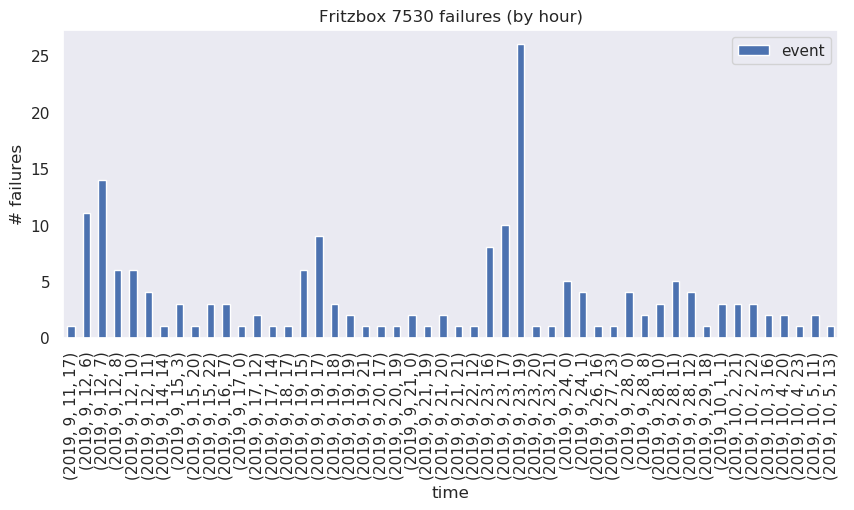 Fritzbox 7530 failures (by hour)
event
# failures
25
20
15
10
5
0
(2019, 9, 11, 17)
(2019, 9, 12, 6)
(2019, 9, 12, 7)
(2019, 9, 12, 8)
(2019, 9, 12, 10)
(2019, 9, 12, 11)
(2019, 9, 14, 14)
(2019, 9, 15, 3)
(2019, 9, 15, 20)
(2019, 9, 15, 22)
(2019, 9, 16, 17)
(2019, 9, 17, 0)
(2019, 9, 17, 12)
(2019, 9, 17, 14)
(2019, 9, 18, 17)
(2019, 9, 19, 15)
(2019, 9, 19, 17)
(2019, 9, 19, 18)
(2019, 9, 19, 19)
(2019, 9, 19, 21)
(2019, 9, 20, 17)
(2019, 9, 20, 19)
(2019, 9, 21, 0)
(2019, 9, 21, 19)
(2019, 9, 21, 20)
(2019, 9, 21, 21)
(2019, 9, 22, 12)
(2019, 9, 23, 16)
(2019, 9, 23, 17)
(2019, 9, 23, 19)
(2019, 9, 23, 20)
(2019, 9, 23, 21)
(2019, 9, 24, 0)
(2019, 9, 24, 1)
(2019, 9, 26, 16)
(2019, 9, 27, 23)
(2019, 9, 28, 0)
(2019, 9, 28, 8)
(2019, 9, 28, 10)
(2019, 9, 28, 11)
(2019, 9, 28, 12)
(2019, 9, 29, 18)
(2019, 10, 1, 1)
(2019, 10, 2, 21)
(2019, 10, 2, 22)
(2019, 10, 3, 16)
(2019, 10, 4, 20)
(2019, 10, 4, 23)
(2019, 10, 5, 11)
(2019, 10, 5, 13)
time